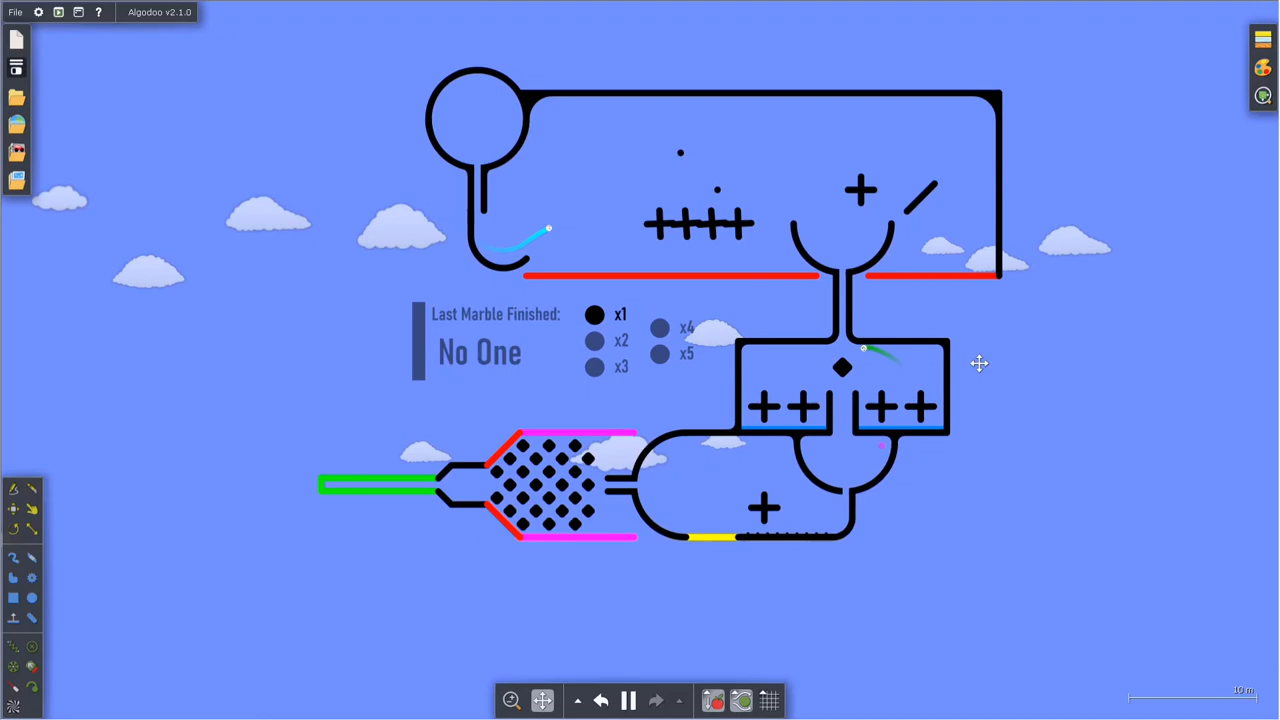 File ? Algodoo v2.1.0
Last Marble Finished:
No One
x1
x2
x3
x4
x5
10 m